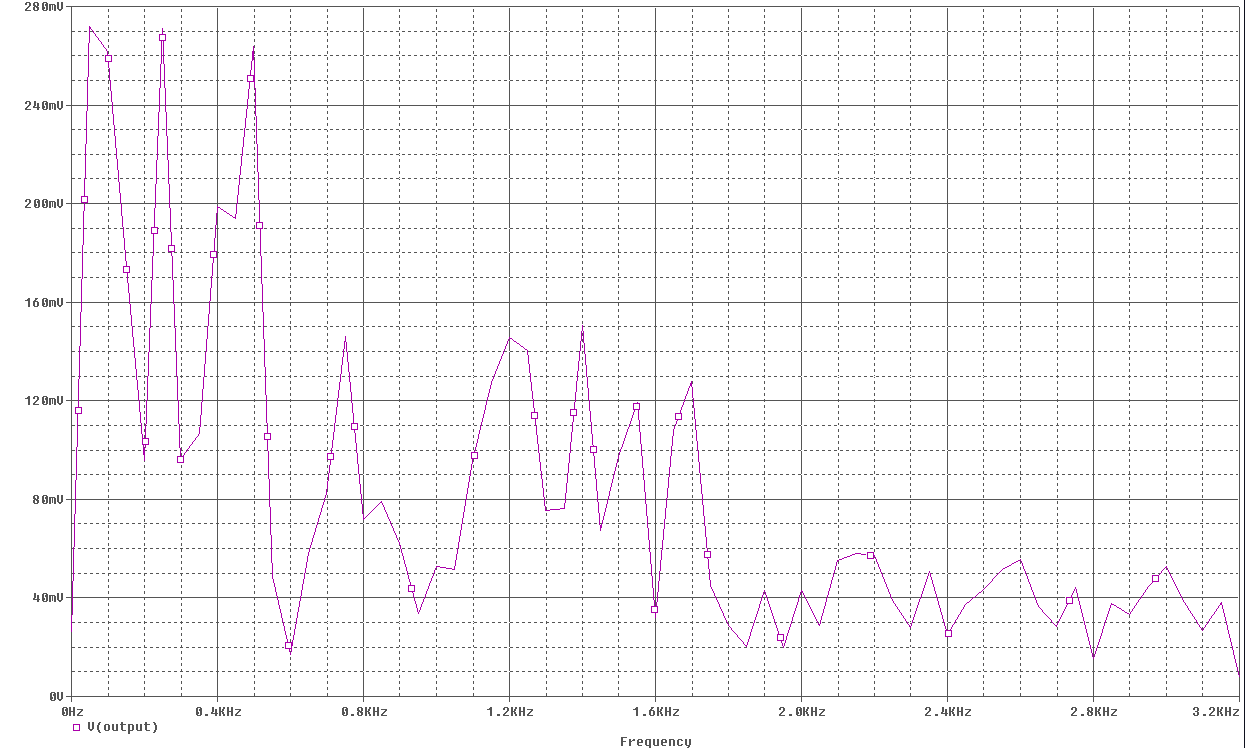 280mV
240mV
200mV
160mV
120mV
80mV
40mV
0V
0Hz 0.4KHz 0.8KHz 1.2KHz 1.6KHz 2.0KHz 2.4KHz 2.8KHz 3.2KHz
V(output)
Frequency